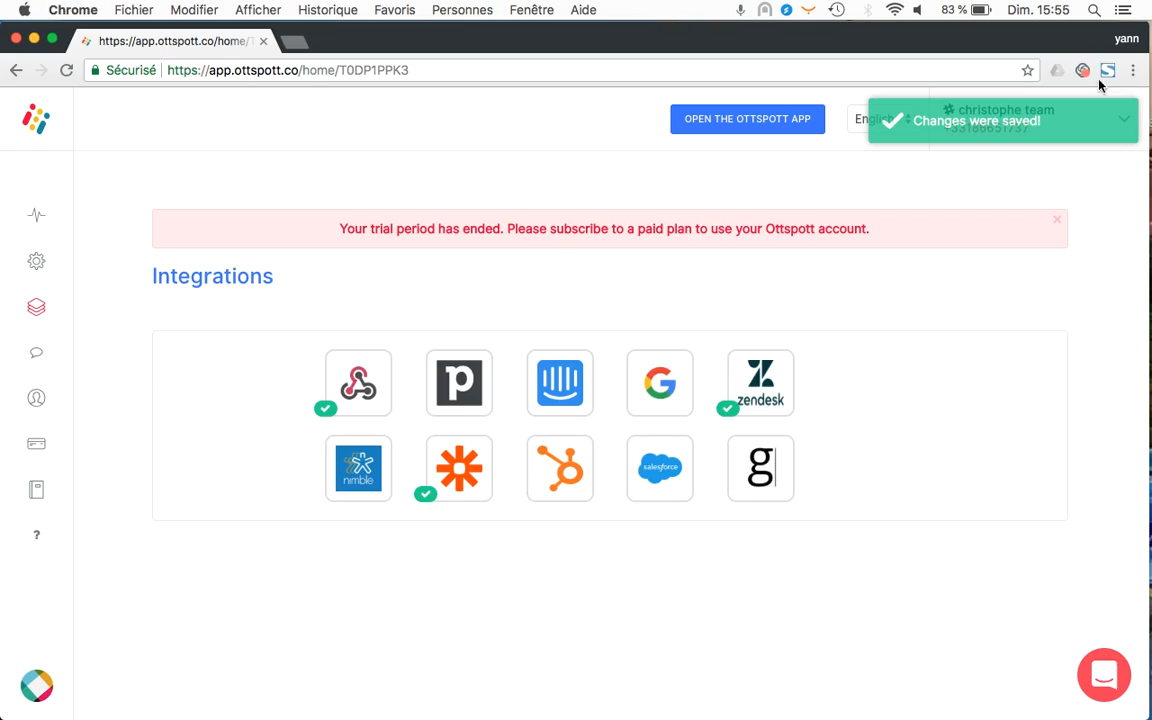 Chrome Fichier Modifier Afficher Historique Favoris Personnes Fenêtre Aide 83 % Dim. 15:55
https://app.ottspott.co/home/T yann
Sécurisé https://app.ottspott.co/home/T0DP1PPK3
OPEN THE OTTSPOTT APP English christophe team
Changes were saved!
+33186651737
Your trial period has ended. Please subscribe to a paid plan to use your Ottspott account.
Integrations
p G zendesk
nimble salesforce g
?